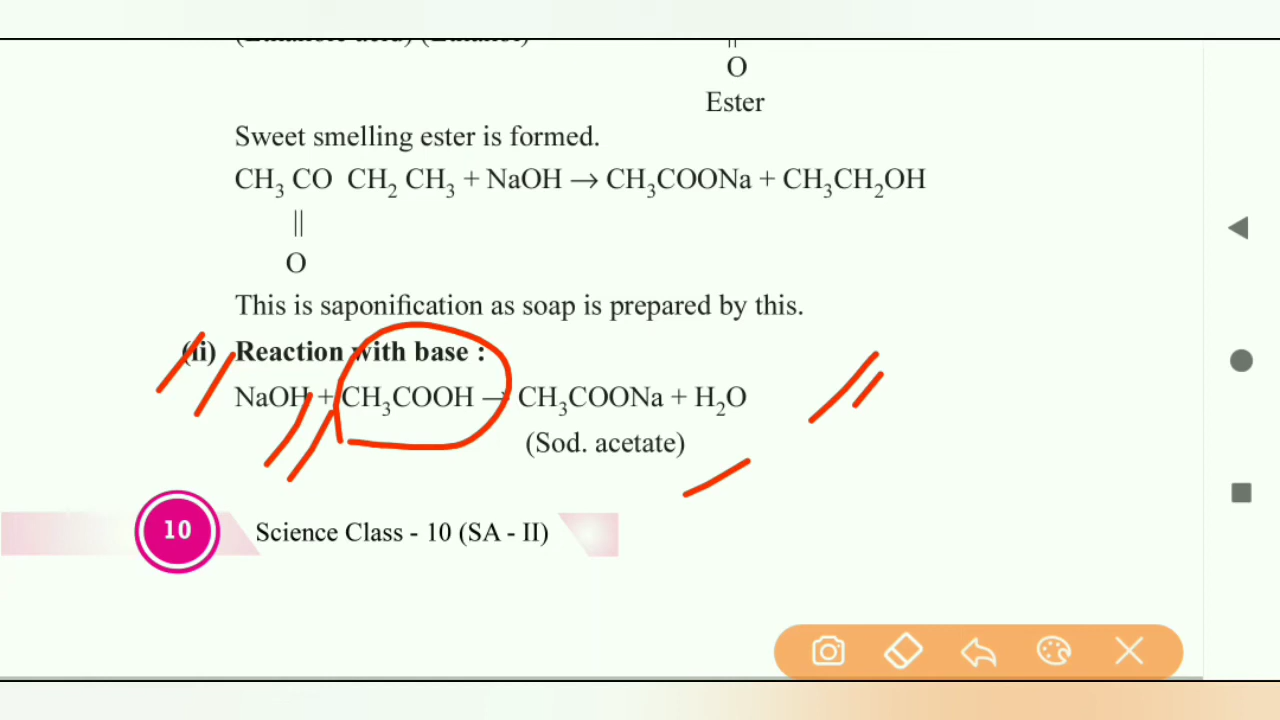 O
Ester
Sweet smelling ester is formed.
CH₃ CO CH₂ CH₃ + NaOH → CH₃COONa + CH₃CH₂OH
||
O
This is saponification as soap is prepared by this.
(ii) Reaction with base :
NaOH + CH₃COOH → CH₃COONa + H₂O
(Sod. acetate)
10 Science Class - 10 (SA - II)